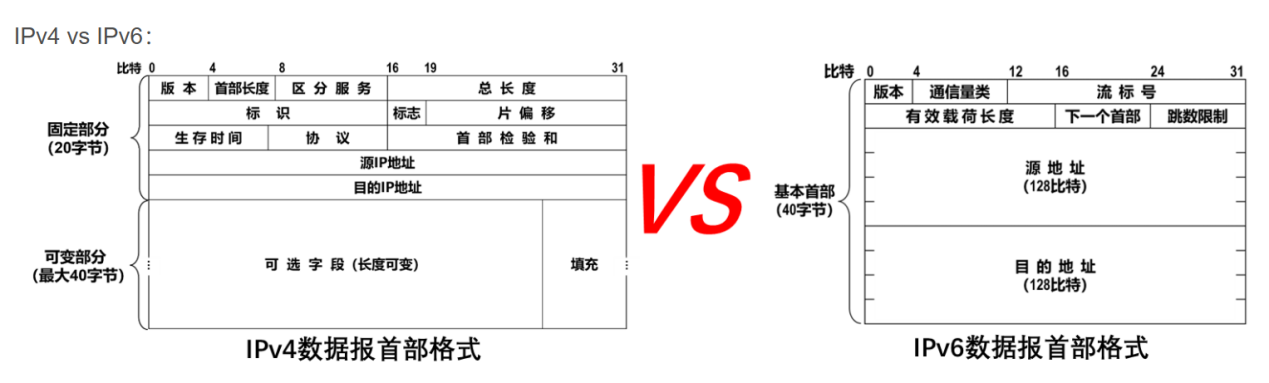 IPv4 vs IPv6:
比特 0 4 8 16 19 31
版 本 首部长度 区 分 服 务 总 长 度
标 识 标志 片 偏 移
固定部分
(20字节)
生 存 时 间 协 议 首 部 检 验 和
源IP地址
目的IP地址
可变部分
(最大40字节)
可 选 字 段 (长度可变) 填充
IPv4数据报首部格式
VS
比特 0 4 12 16 24 31
版本 通信量类 流 标 号
有 效 载 荷 长 度 下一个首部 跳数限制
基本首部
(40字节)
源 地 址
(128比特)
目 的 地 址
(128比特)
IPv6数据报首部格式